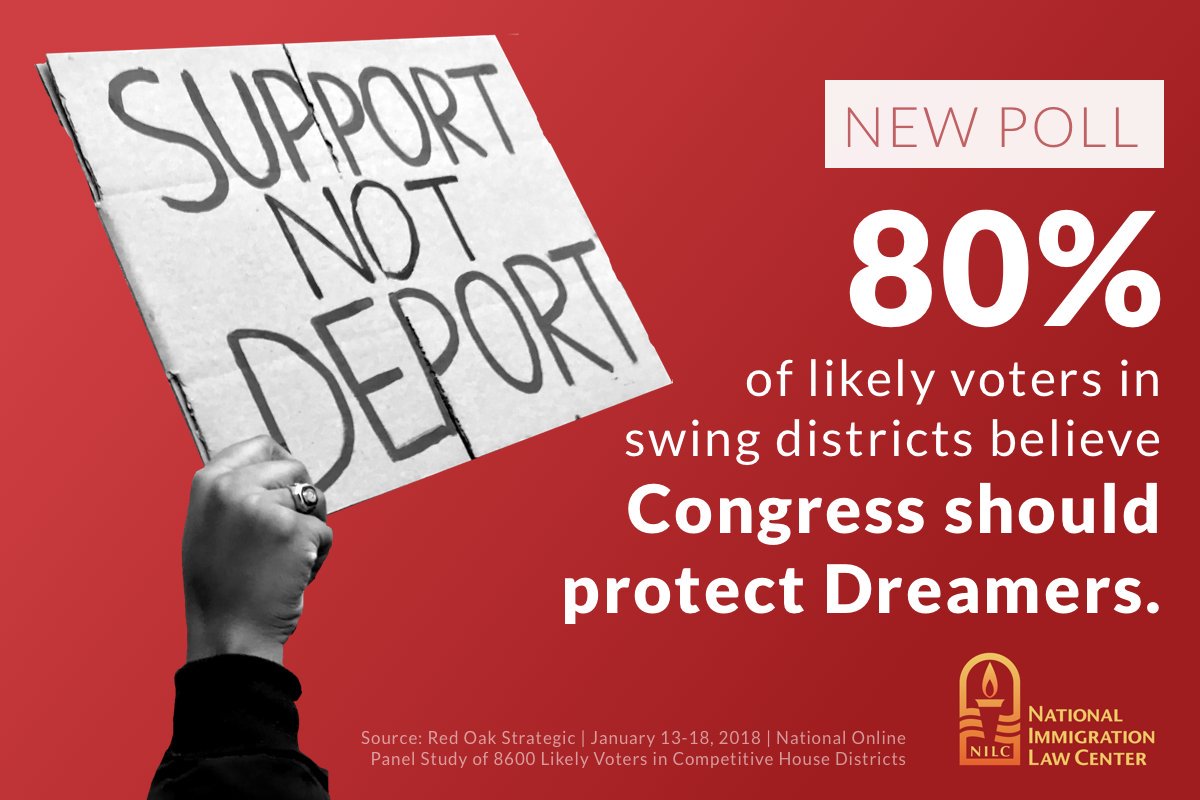 SUPPORT
NOT
DEPORT
NEW POLL
80%
of likely voters in
swing districts believe
Congress should
protect Dreamers.
Source: Red Oak Strategic | January 13-18, 2018 | National Online
Panel Study of 8600 Likely Voters in Competitive House Districts
NILC
NATIONAL
IMMIGRATION
LAW CENTER